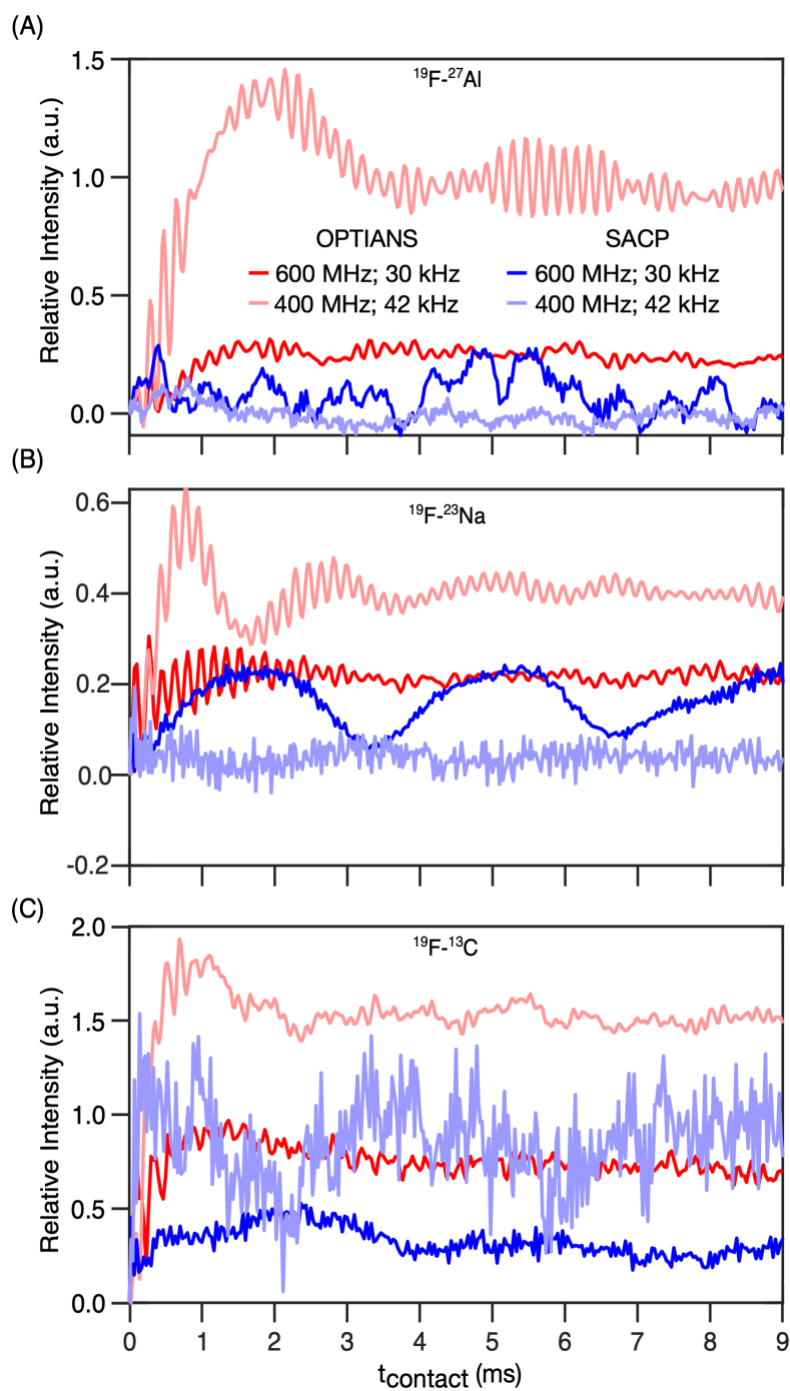 (A)
¹⁹F-²⁷Al
1.5
1.0
0.5
0.0
Relative Intensity (a.u.)
OPTIANS SACP
600 MHz; 30 kHz 600 MHz; 30 kHz
400 MHz; 42 kHz 400 MHz; 42 kHz
(B)
¹⁹F-²³Na
0.6
0.4
0.2
0.0
-0.2
Relative Intensity (a.u.)
(C)
¹⁹F-¹³C
2.0
1.5
1.0
0.5
0.0
Relative Intensity (a.u.)
0 1 2 3 4 5 6 7 8 9
tcontact (ms)